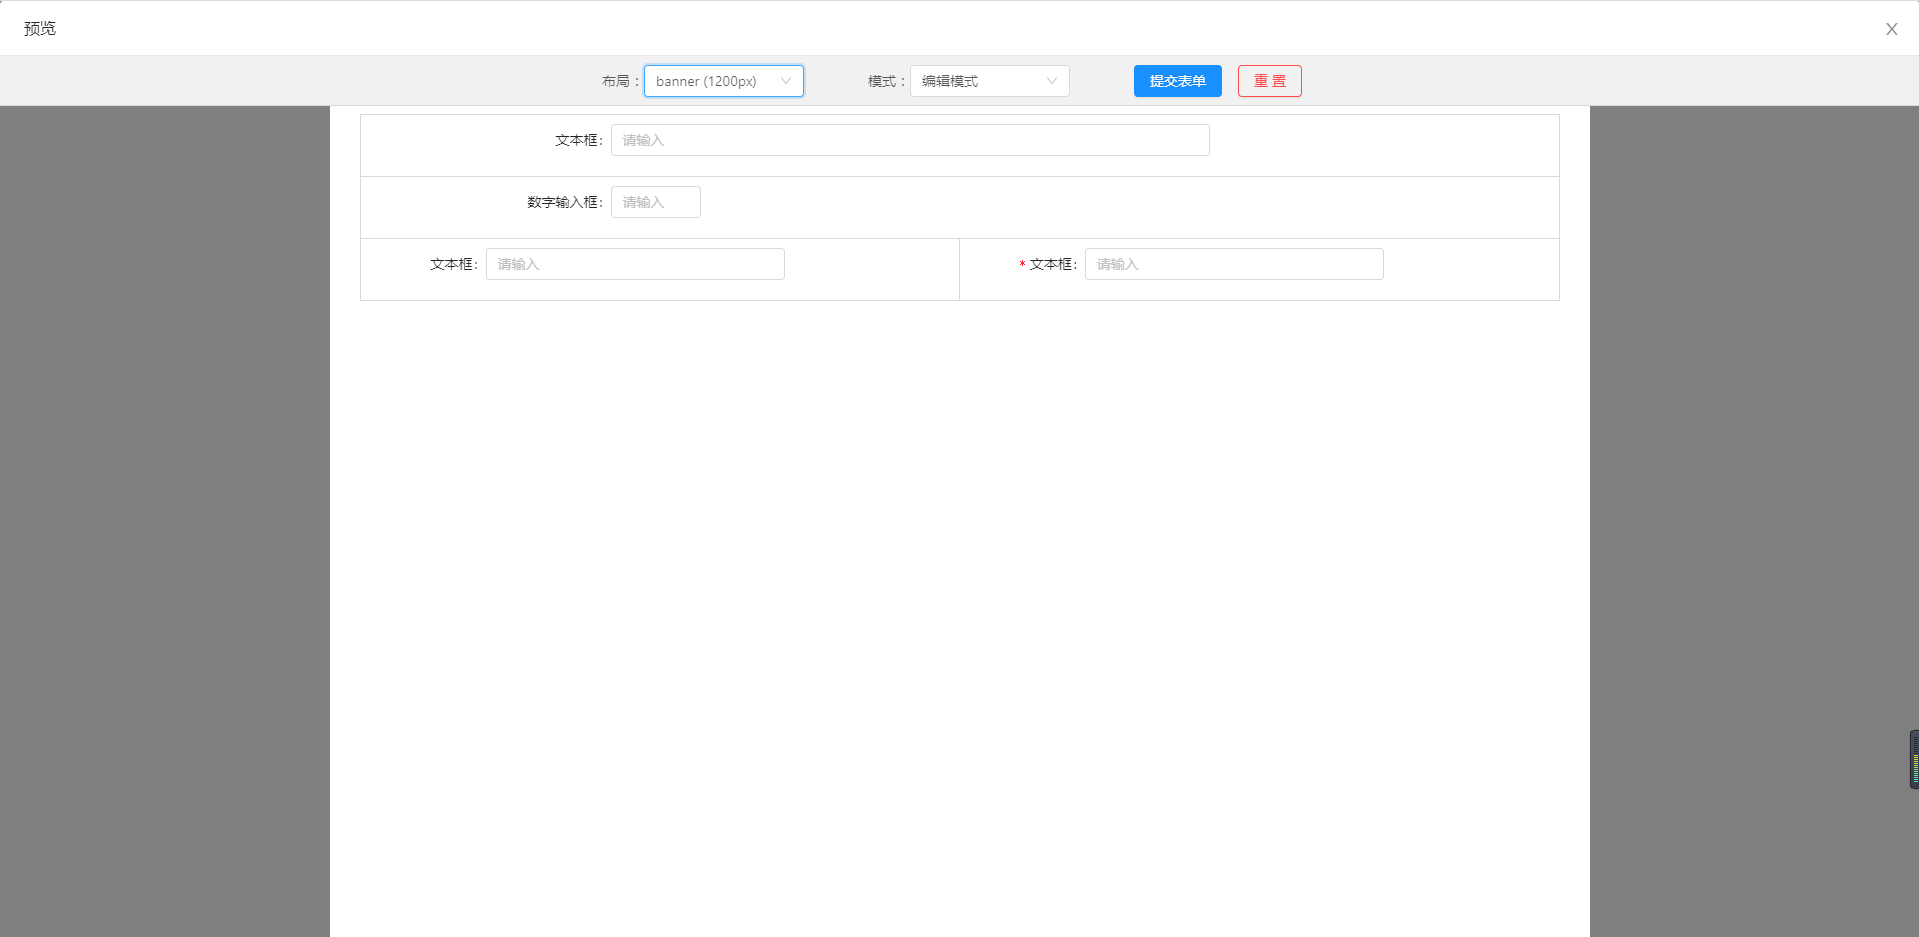 预览
布局： banner (1200px) 模式： 编辑模式 提交表单 重 置
文本框: 请输入
数字输入框: 请输入
文本框: 请输入 * 文本框: 请输入